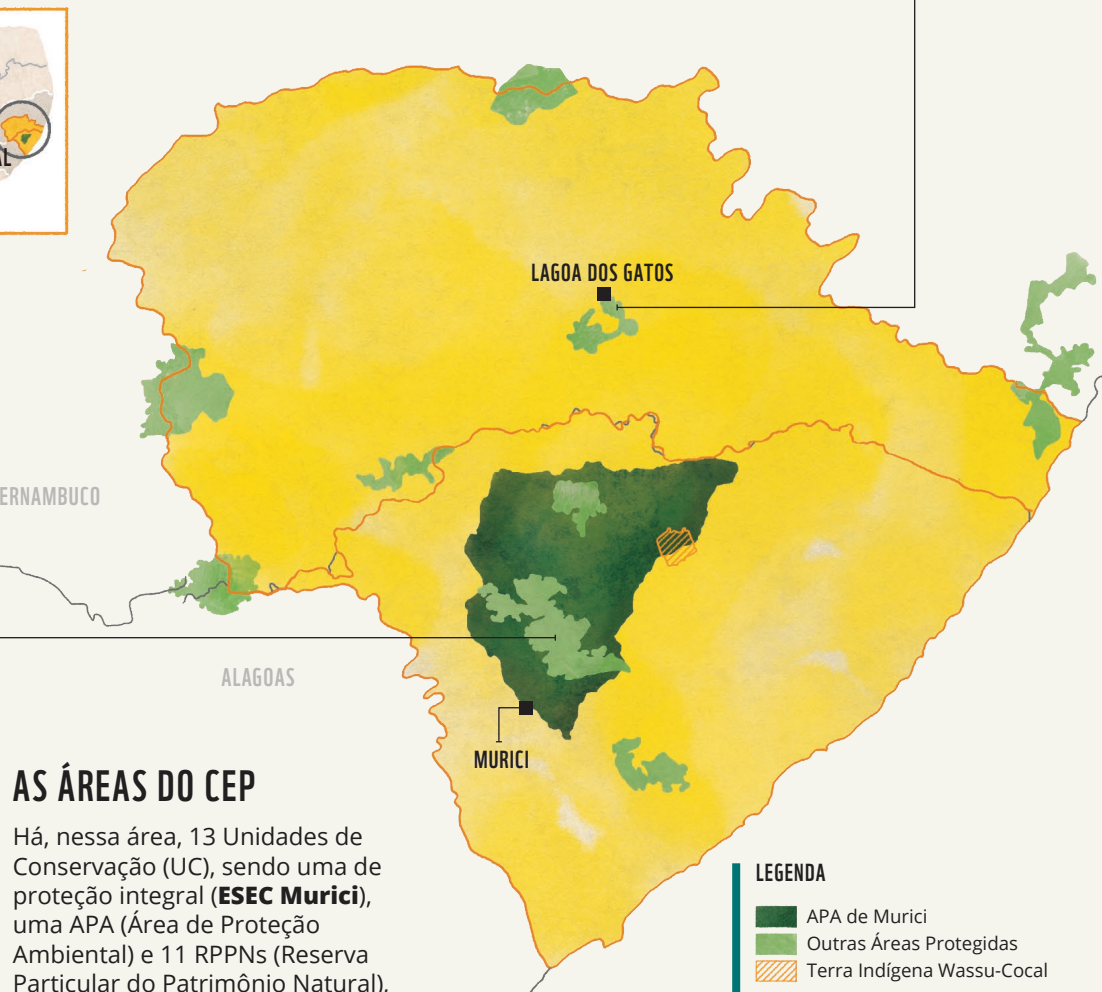 LAGOA DOS GATOS
ALAGOAS
MURICI
AS ÁREAS DO CEP
Há, nessa área, 13 Unidades de
Conservação (UC), sendo uma de
proteção integral (ESEC Murici),
uma APA (Área de Proteção
Ambiental) e 11 RPPNs (Reserva
Particular do Patrimônio Natural),
LEGENDA
APA de Murici
Outras Áreas Protegidas
Terra Indígena Wassu-Cocal